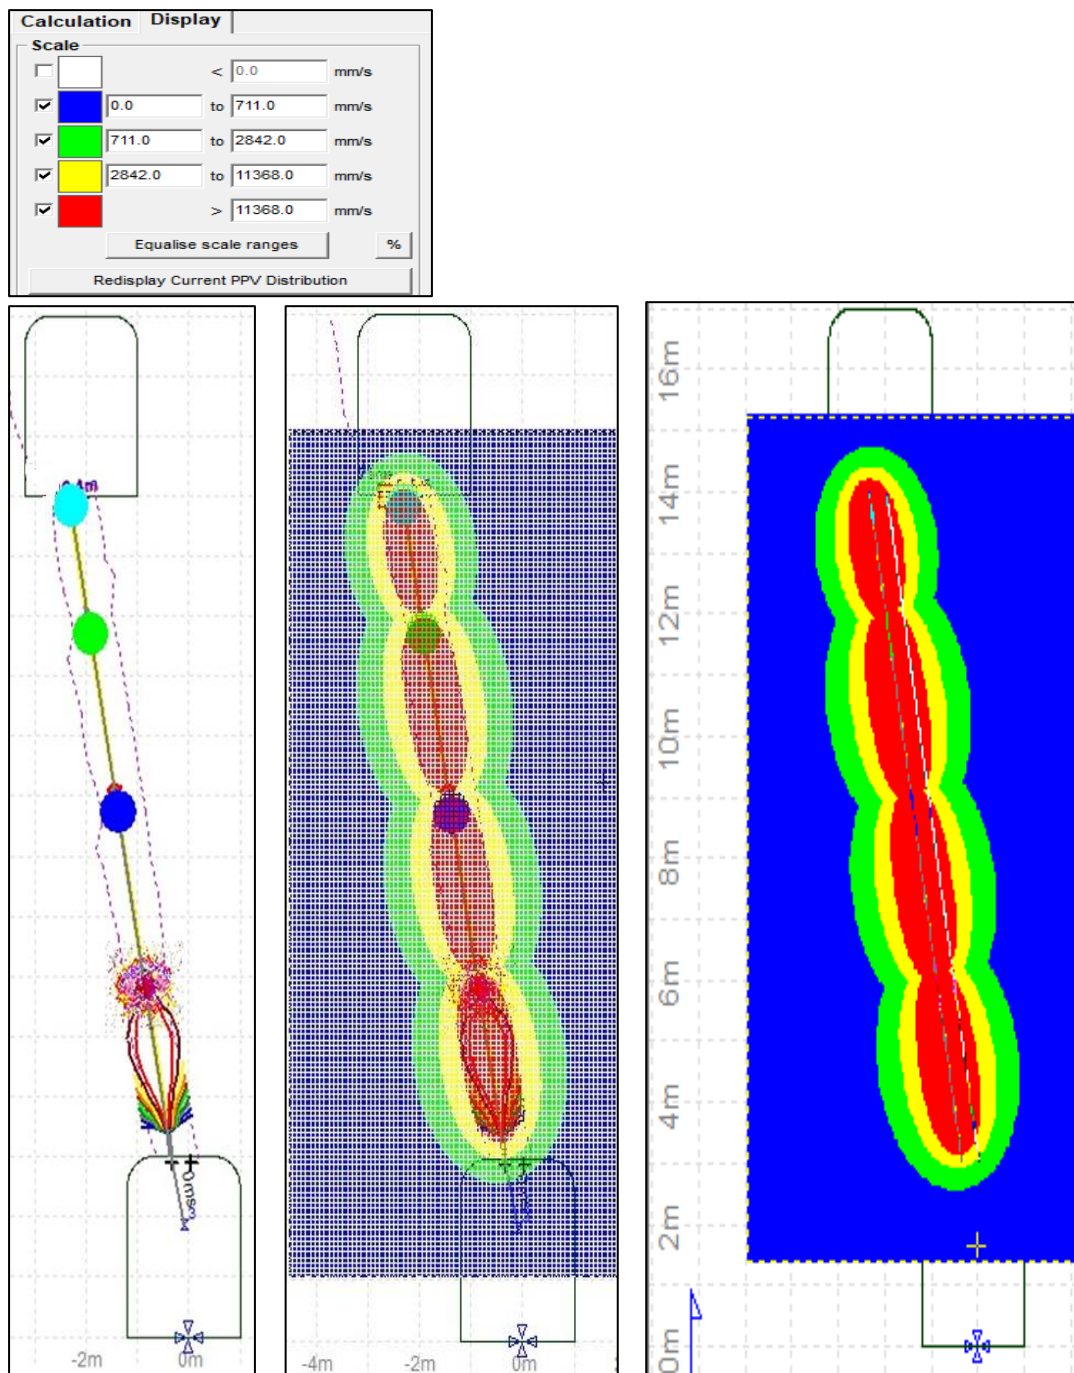 Calculation Display
Scale
< 0.0 mm/s
0.0 to 711.0 mm/s
711.0 to 2842.0 mm/s
2842.0 to 11368.0 mm/s
> 11368.0 mm/s
Equalise scale ranges %
Redisplay Current PPV Distribution
-2m 0m
-4m -2m 0m
16m
14m
12m
10m
8m
6m
4m
2m
0m